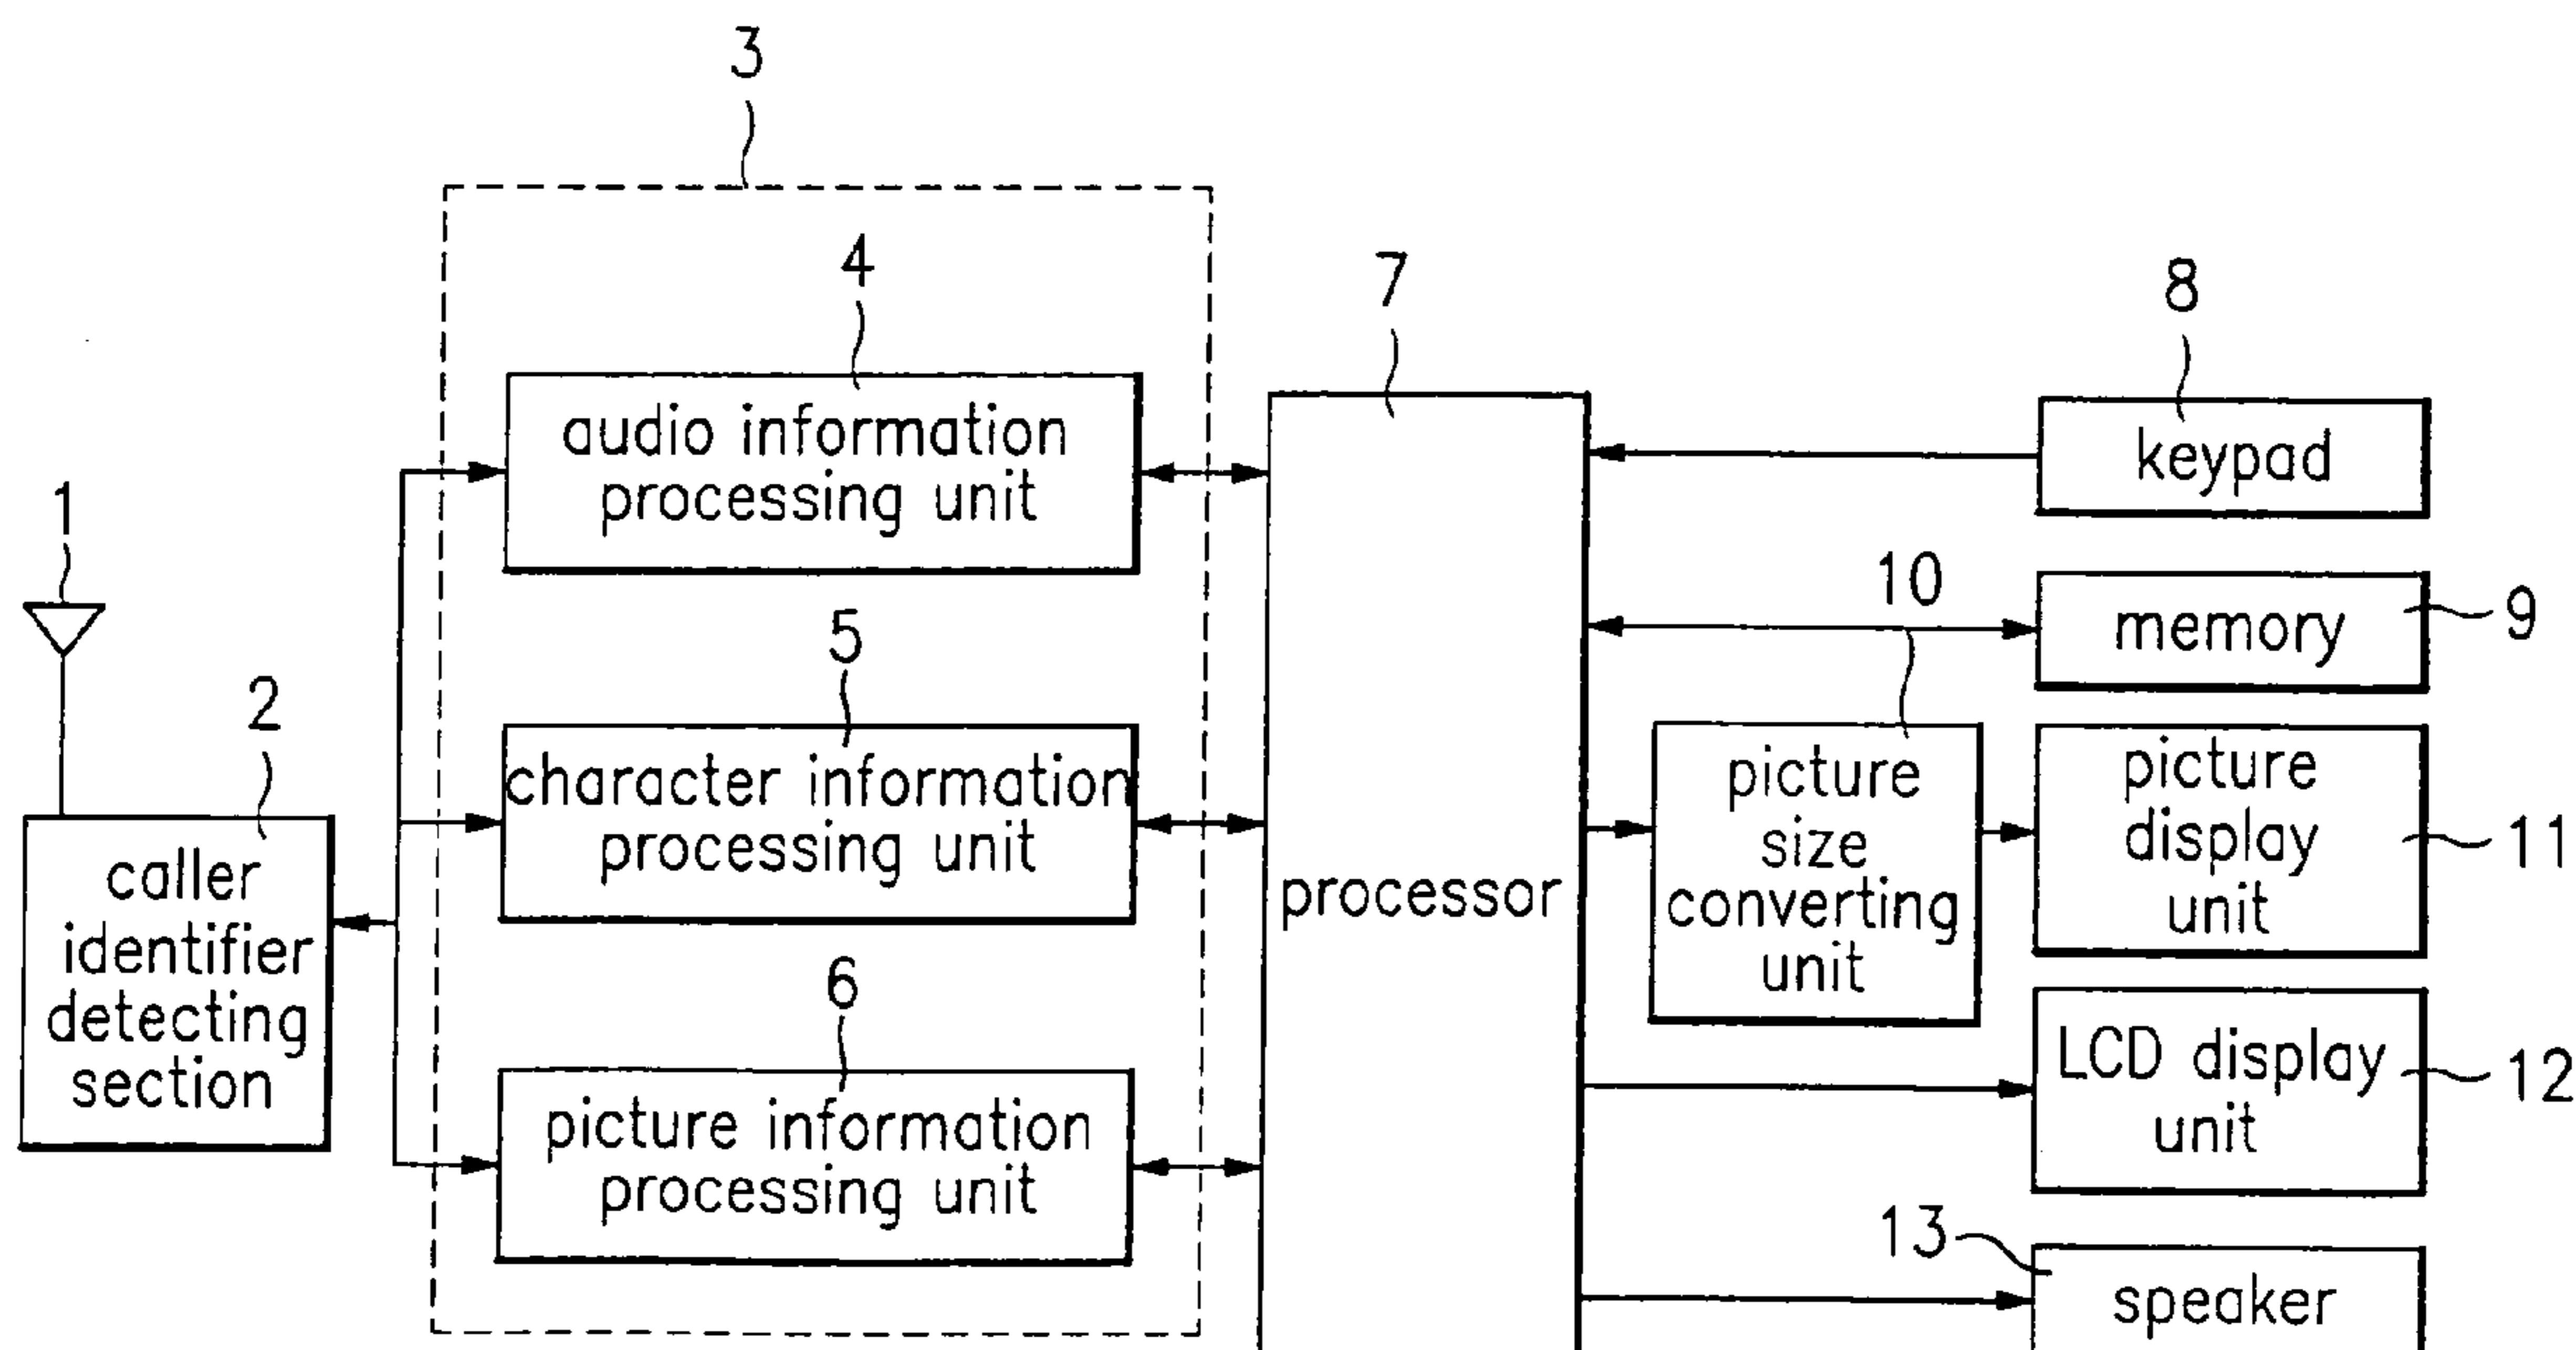 3
4
audio information
processing unit
7
8
keypad
1
10
memory
9
5
character information
processing unit
2
caller
identifier
detecting
section
processor
picture
size
converting
unit
picture
display
unit
11
6
picture information
processing unit
LCD display
unit
12
13
speaker